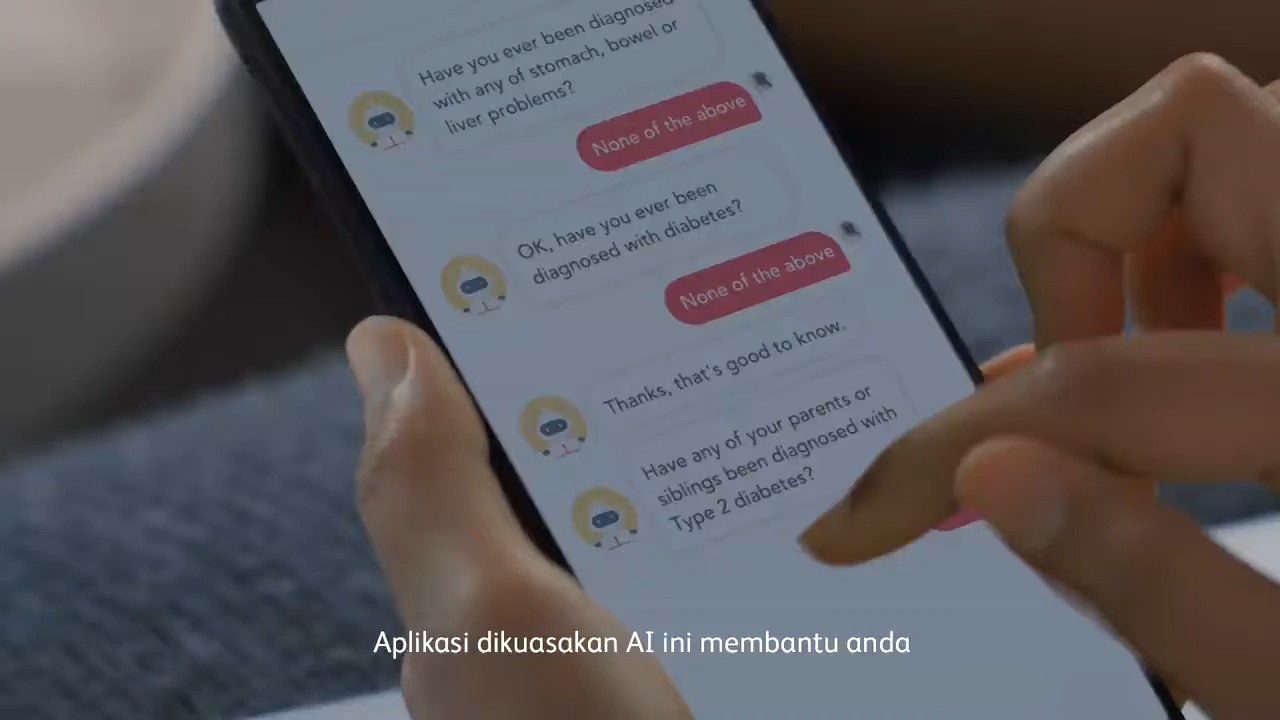 Have you ever been diagnosed
with any of stomach, bowel or
liver problems?
None of the above
OK, have you ever been
diagnosed with diabetes?
None of the above
Thanks, that's good to know.
Have any of your parents or
siblings been diagnosed with
Type 2 diabetes?
Aplikasi dikuasakan AI ini membantu anda